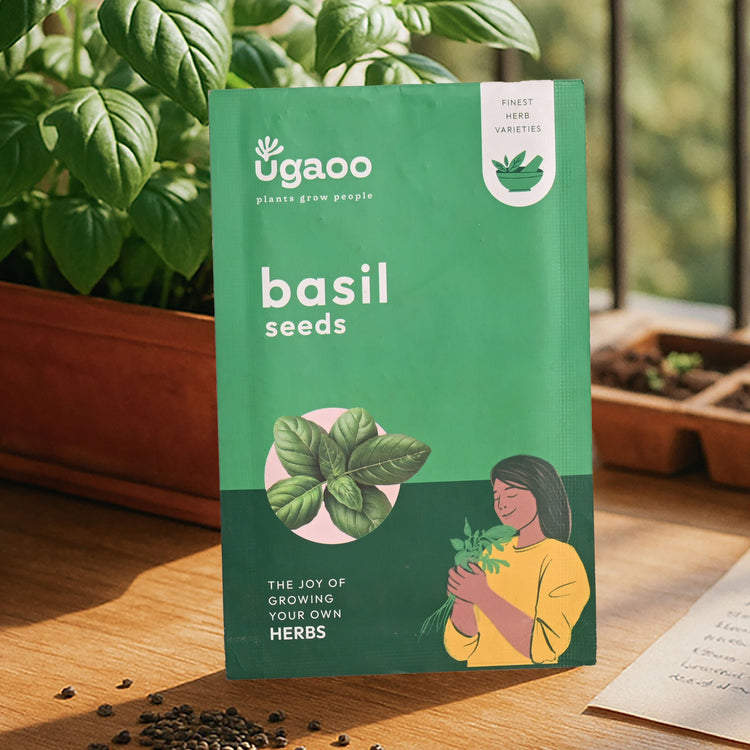 FINEST
HERB
VARIETIES
ugaoo
plants grow people
basil
seeds
THE JOY OF
GROWING
YOUR OWN
HERBS